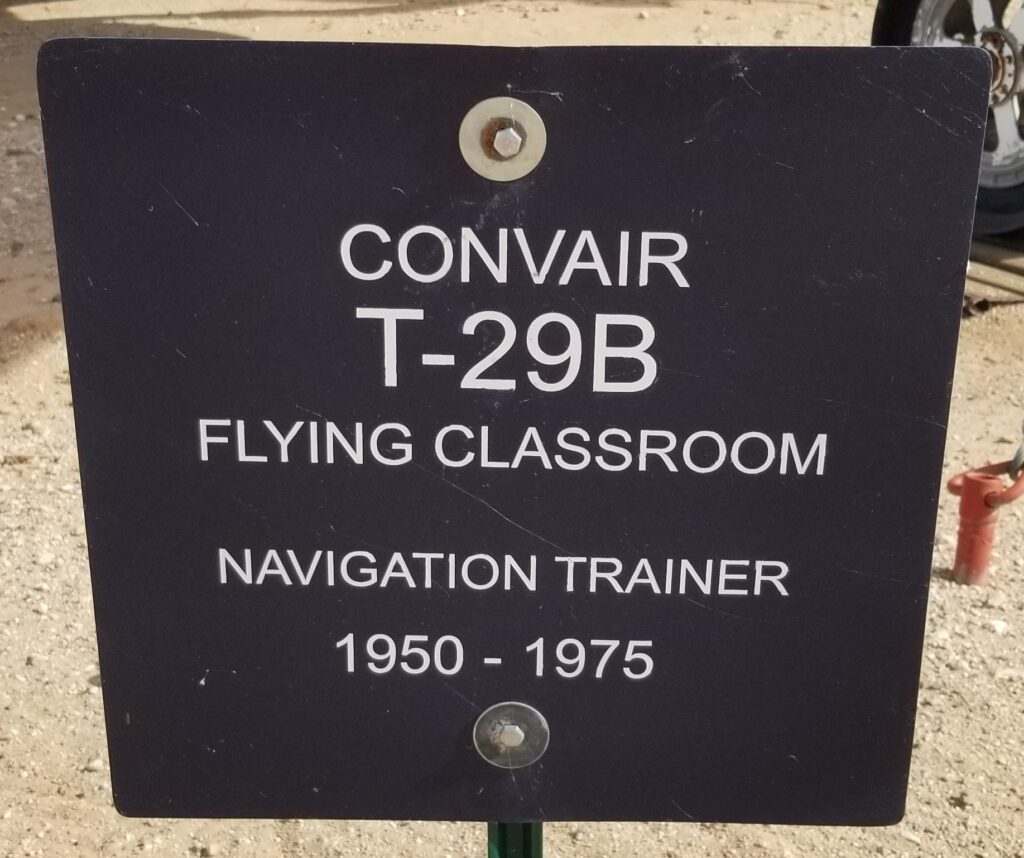 CONVAIR
T-29B
FLYING CLASSROOM
NAVIGATION TRAINER
1950 - 1975